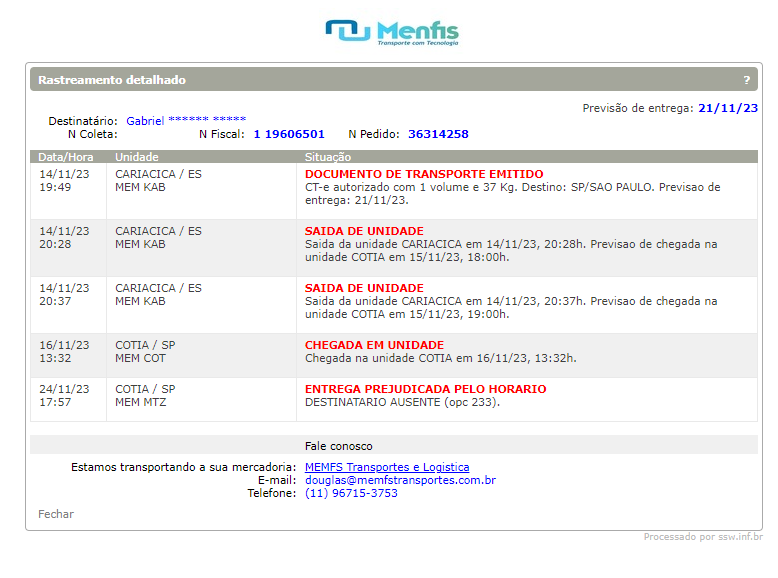 Menfis
Transporte com Tecnologia
Rastreamento detalhado ?
Previsão de entrega: 21/11/23
Destinatário: Gabriel ****** *****
N Coleta: N Fiscal: 1 19606501 N Pedido: 36314258
Data/Hora Unidade Situação
14/11/23 CARIACICA / ES DOCUMENTO DE TRANSPORTE EMITIDO
19:49 MEM KAB CT-e autorizado com 1 volume e 37 Kg. Destino: SP/SAO PAULO. Previsao de
entrega: 21/11/23.
14/11/23 CARIACICA / ES SAIDA DE UNIDADE
20:28 MEM KAB Saida da unidade CARIACICA em 14/11/23, 20:28h. Previsao de chegada na
unidade COTIA em 15/11/23, 18:00h.
14/11/23 CARIACICA / ES SAIDA DE UNIDADE
20:37 MEM KAB Saida da unidade CARIACICA em 14/11/23, 20:37h. Previsao de chegada na
unidade COTIA em 15/11/23, 19:00h.
16/11/23 COTIA / SP CHEGADA EM UNIDADE
13:32 MEM COT Chegada na unidade COTIA em 16/11/23, 13:32h.
24/11/23 COTIA / SP ENTREGA PREJUDICADA PELO HORARIO
17:57 MEM MTZ DESTINATARIO AUSENTE (opc 233).
Fale conosco
Estamos transportando a sua mercadoria: MEMFS Transportes e Logistica
E-mail: douglas@memfstransportes.com.br
Telefone: (11) 96715-3753
Fechar
Processado por ssw.inf.br